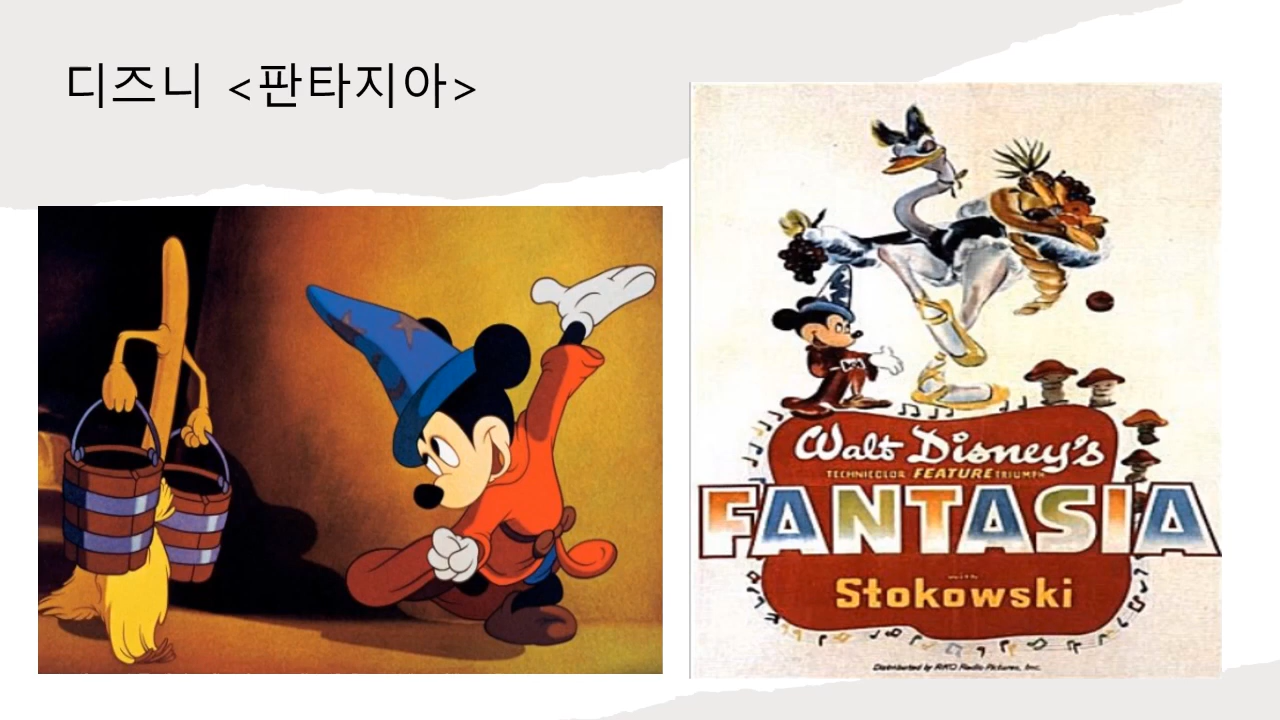 디즈니 <판타지아>
Walt Disney's
TECHNICOLOR FEATURE TRIUMPH
FANTASIA
Stokowski
Distributed by RKO Radio Pictures, Inc.